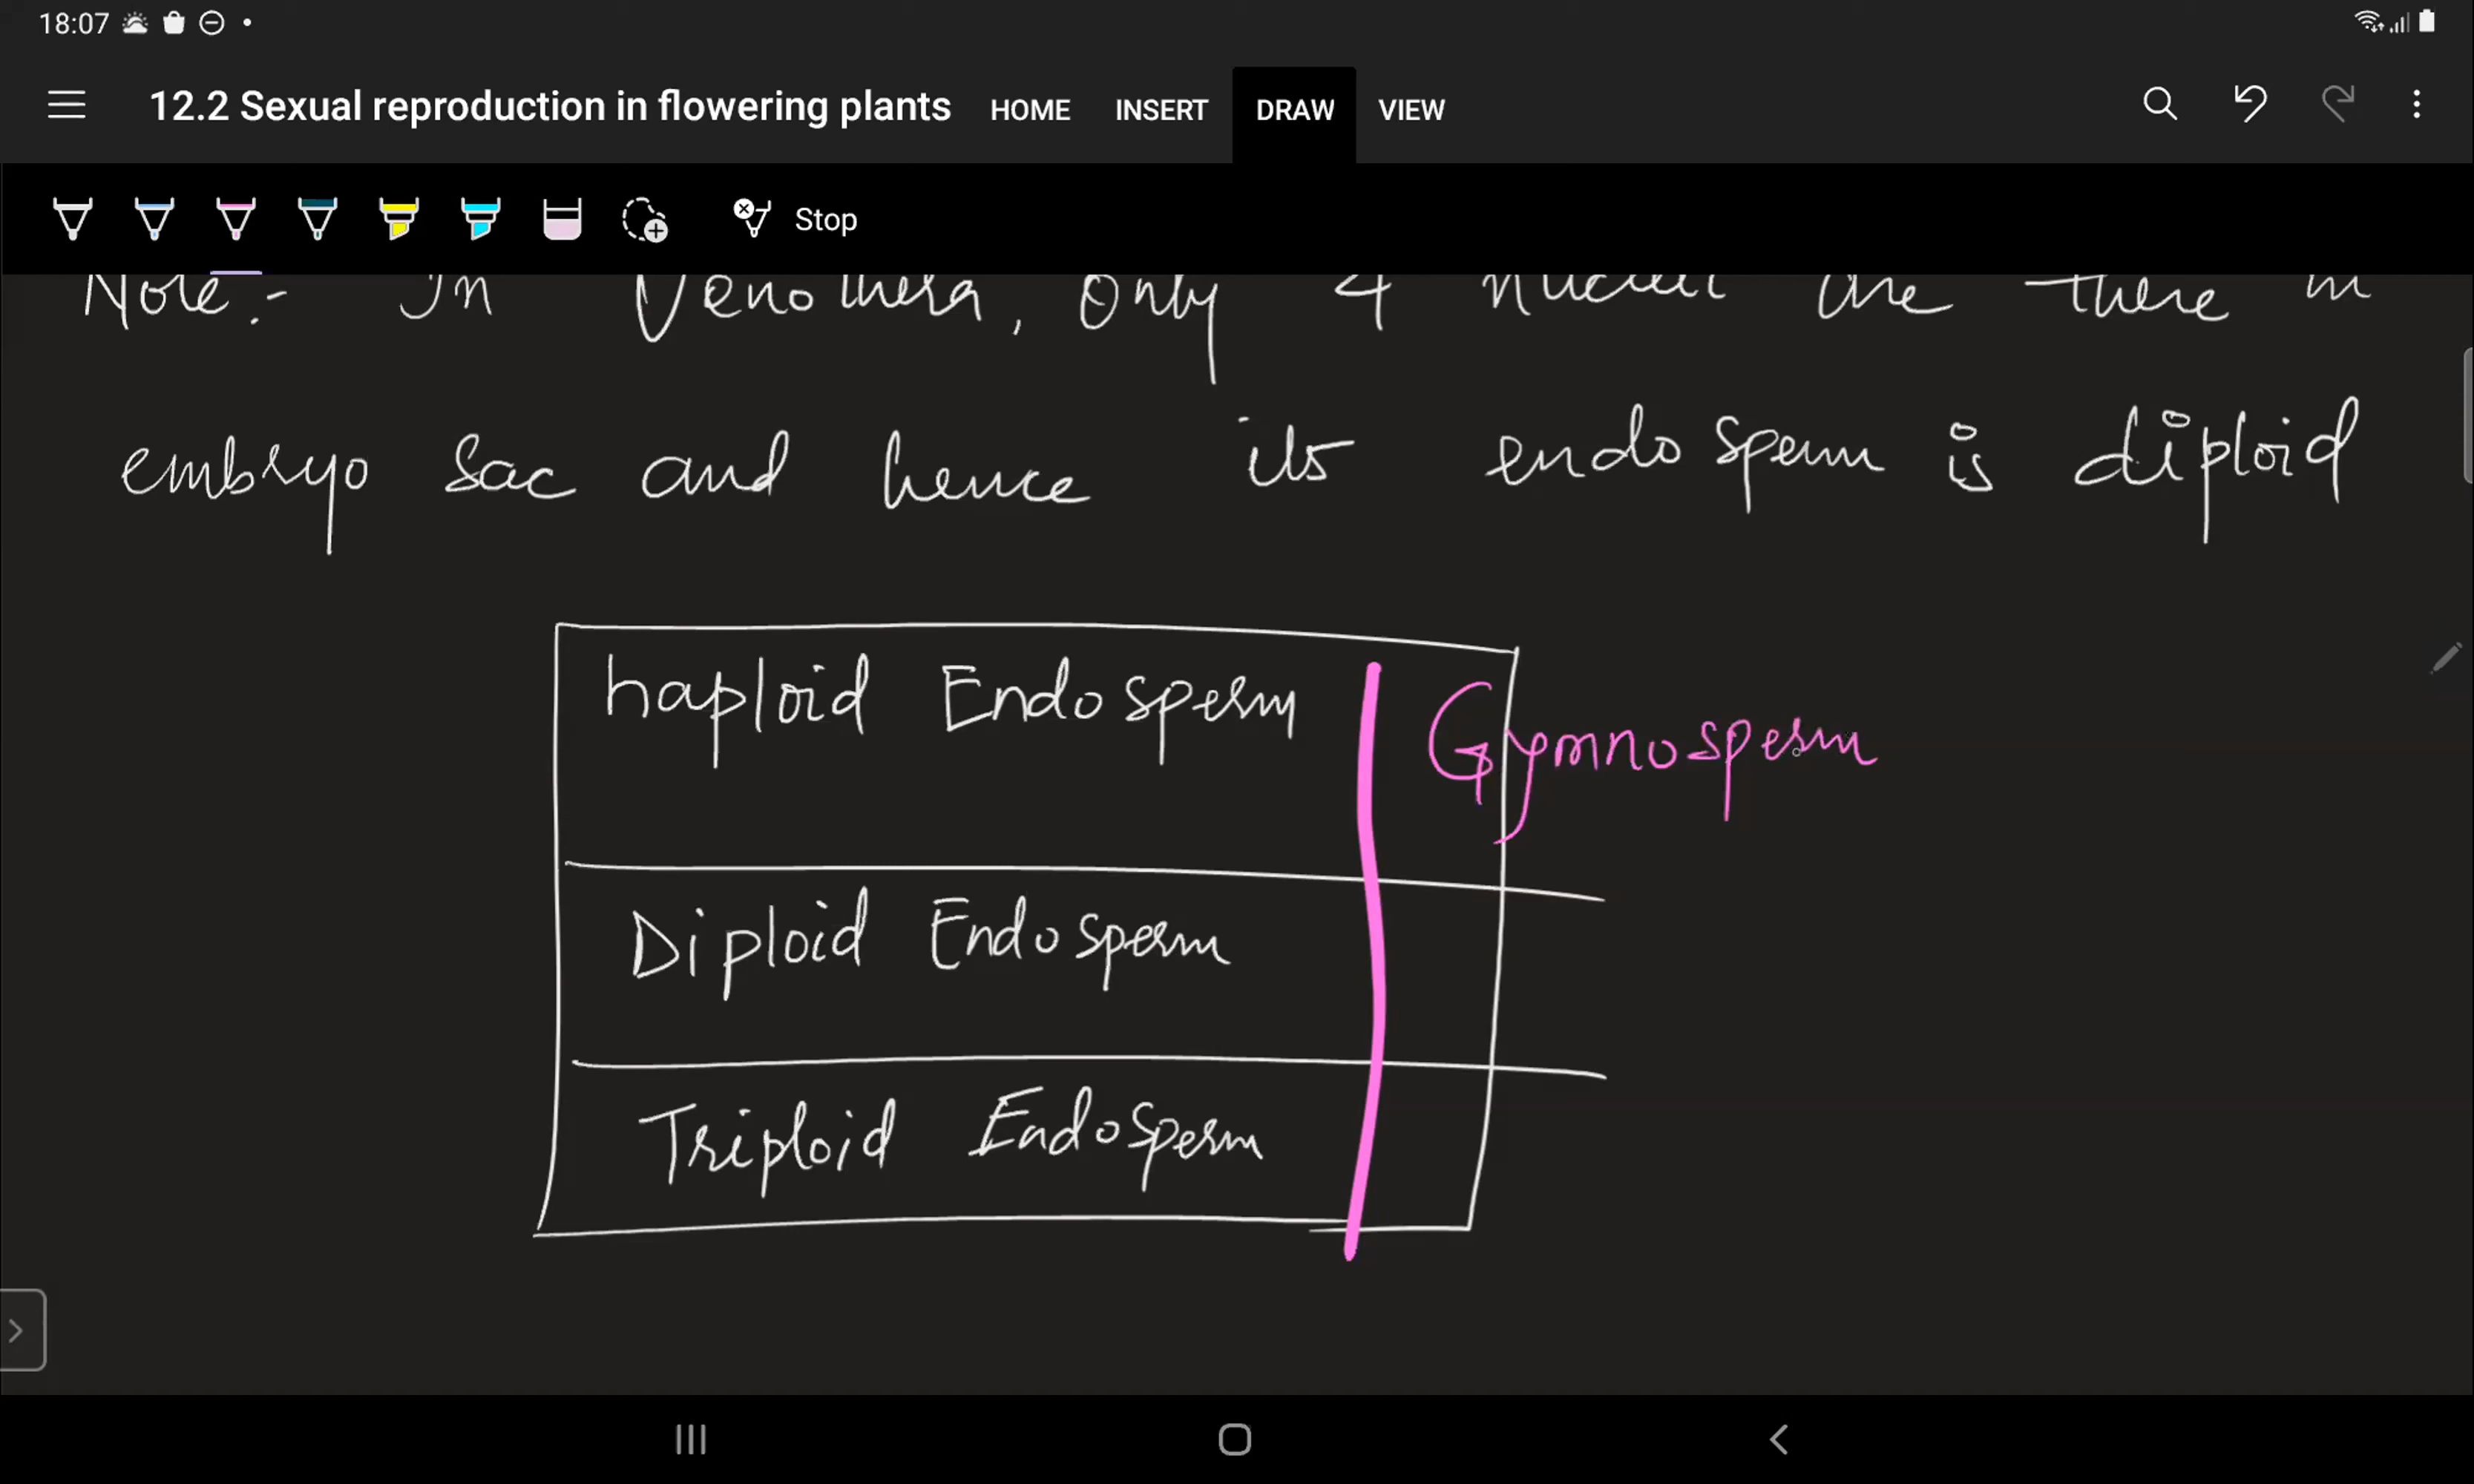 18:07
12.2 Sexual reproduction in flowering plants HOME INSERT DRAW VIEW
Stop
Note:- In Oenothera, Only 4 nuclei are there in
embryo sac and hence its endosperm is diploid
haploid Endosperm Gymnosperm
Diploid Endosperm
Triploid Endosperm